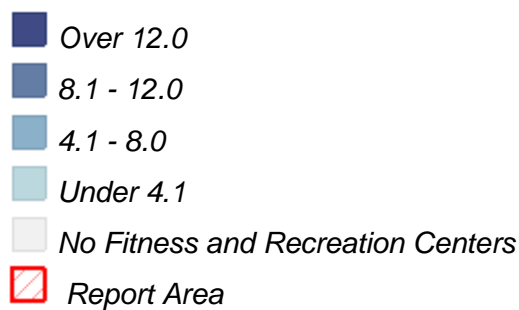 Over 12.0
8.1 - 12.0
4.1 - 8.0
Under 4.1
No Fitness and Recreation Centers
Report Area